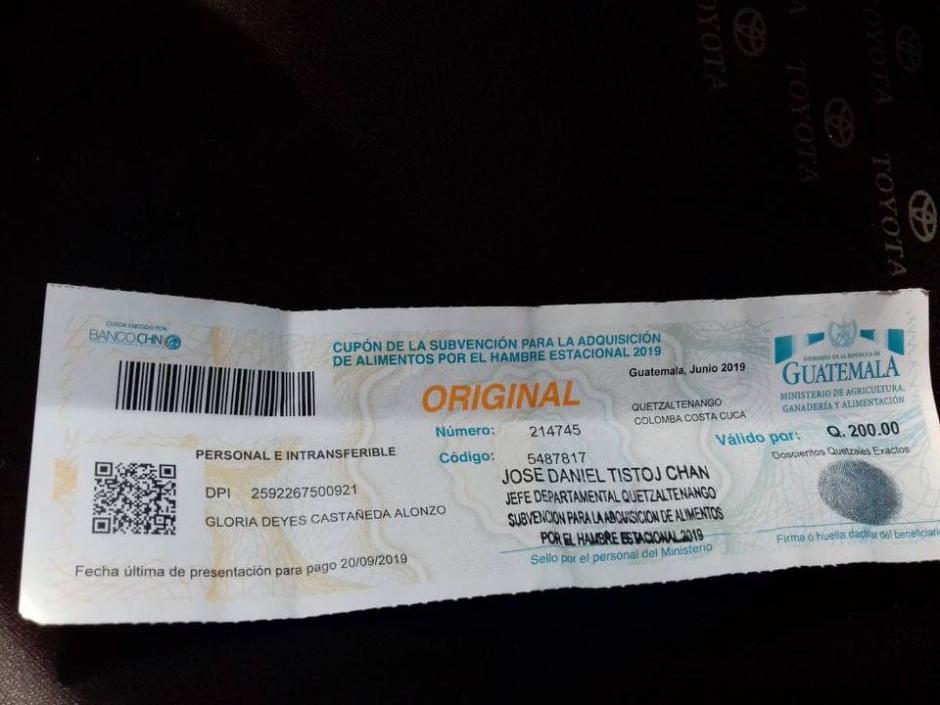 TOYOTA
TOYOTA
TOYOTA
TOYOTA
CUPÓN EMITIDO POR:
BANCO CHN
CUPÓN DE LA SUBVENCIÓN PARA LA ADQUISICIÓN
DE ALIMENTOS POR EL HAMBRE ESTACIONAL 2019
Guatemala, Junio 2019
GOBIERNO DE LA REPÚBLICA DE
GUATEMALA
MINISTERIO DE AGRICULTURA,
GANADERÍA Y ALIMENTACIÓN
ORIGINAL
QUETZALTENANGO
COLOMBA COSTA CUCA
Número: 214745
Válido por: Q. 200.00
Doscientos Quetzales Exactos
Código: 5487817
PERSONAL E INTRANSFERIBLE
DPI 2592267500921
GLORIA DEYES CASTAÑEDA ALONZO
JOSE DANIEL TISTOJ CHAN
JEFE DEPARTAMENTAL QUETZALTENANGO
SUBVENCION PARA LA ADQUISICION DE ALIMENTOS
POR EL HAMBRE ESTACIONAL 2019
Sello por el personal del Ministerio
Firma o huella dactilar del beneficiario
Fecha última de presentación para pago 20/09/2019